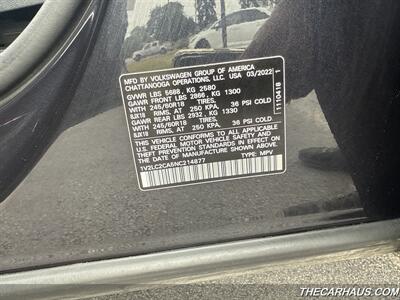 MFD BY VOLKSWAGEN GROUP OF AMERICA
CHATTANOOGA OPERATIONS, LLC. USA 03/2022
GVWR LBS 5688, KG 2580
GAWR FRONT LBS 2866, KG 1300
WITH 245/60R18 TIRES,
8JX18 RIMS, AT 250 KPA, 36 PSI COLD
GAWR REAR LBS 2932, KG 1330
WITH 245/60R18 TIRES,
8JX18 RIMS, AT 250 KPA, 36 PSI COLD
THIS VEHICLE CONFORMS TO ALL APPLICABLE
U.S. FEDERAL MOTOR VEHICLE SAFETY AND
THEFT PREVENTION STANDARDS IN EFFECT
ON THE DATE OF MANUFACTURE SHOWN ABOVE.
1V2LC2CA5NC214877 TYPE: MPV
THECARHAUS.COM